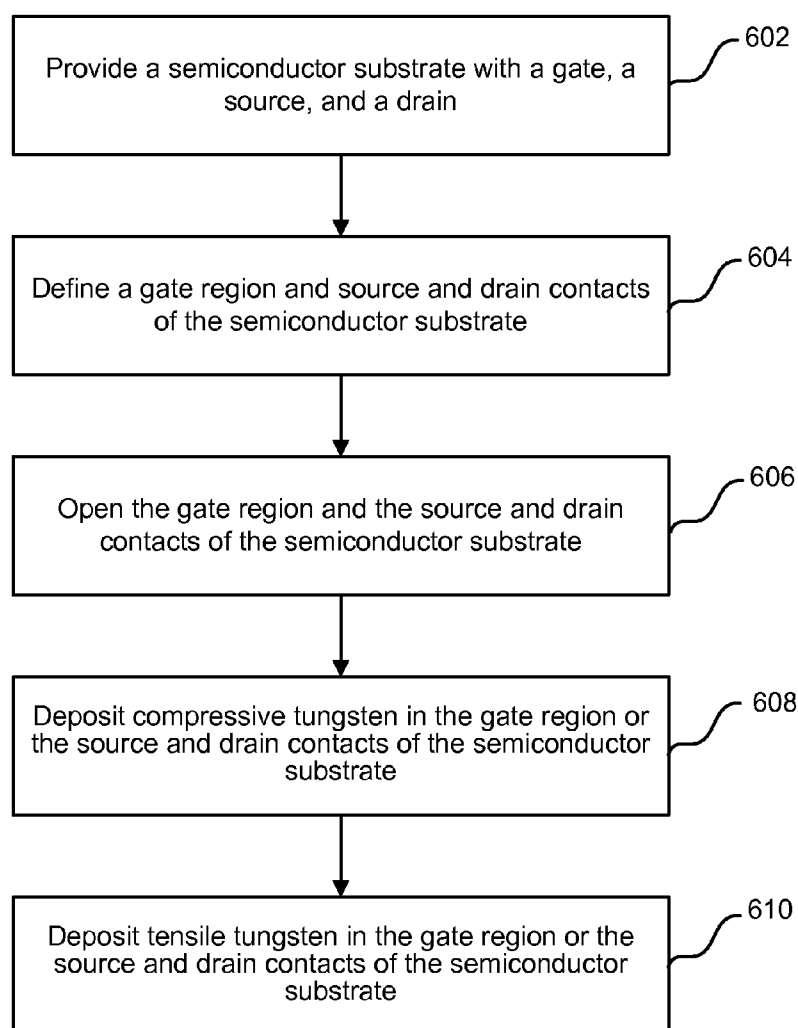 602
Provide a semiconductor substrate with a gate, a
source, and a drain
604
Define a gate region and source and drain contacts
of the semiconductor substrate
606
Open the gate region and the source and drain
contacts of the semiconductor substrate
608
Deposit compressive tungsten in the gate region or
the source and drain contacts of the semiconductor
substrate
610
Deposit tensile tungsten in the gate region or the
source and drain contacts of the semiconductor
substrate